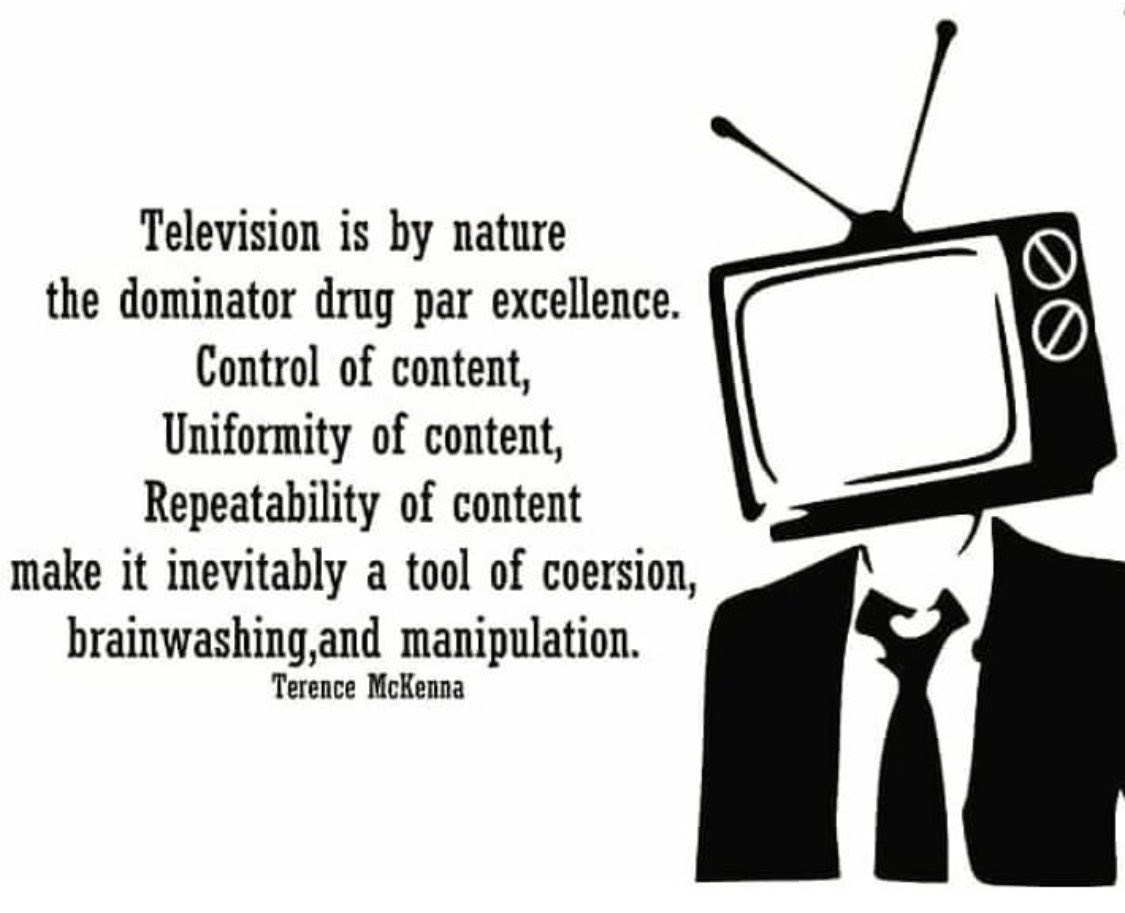 Television is by nature
the dominator drug par excellence.
Control of content,
Uniformity of content,
Repeatability of content
make it inevitably a tool of coersion,
brainwashing,and manipulation.
Terence McKenna